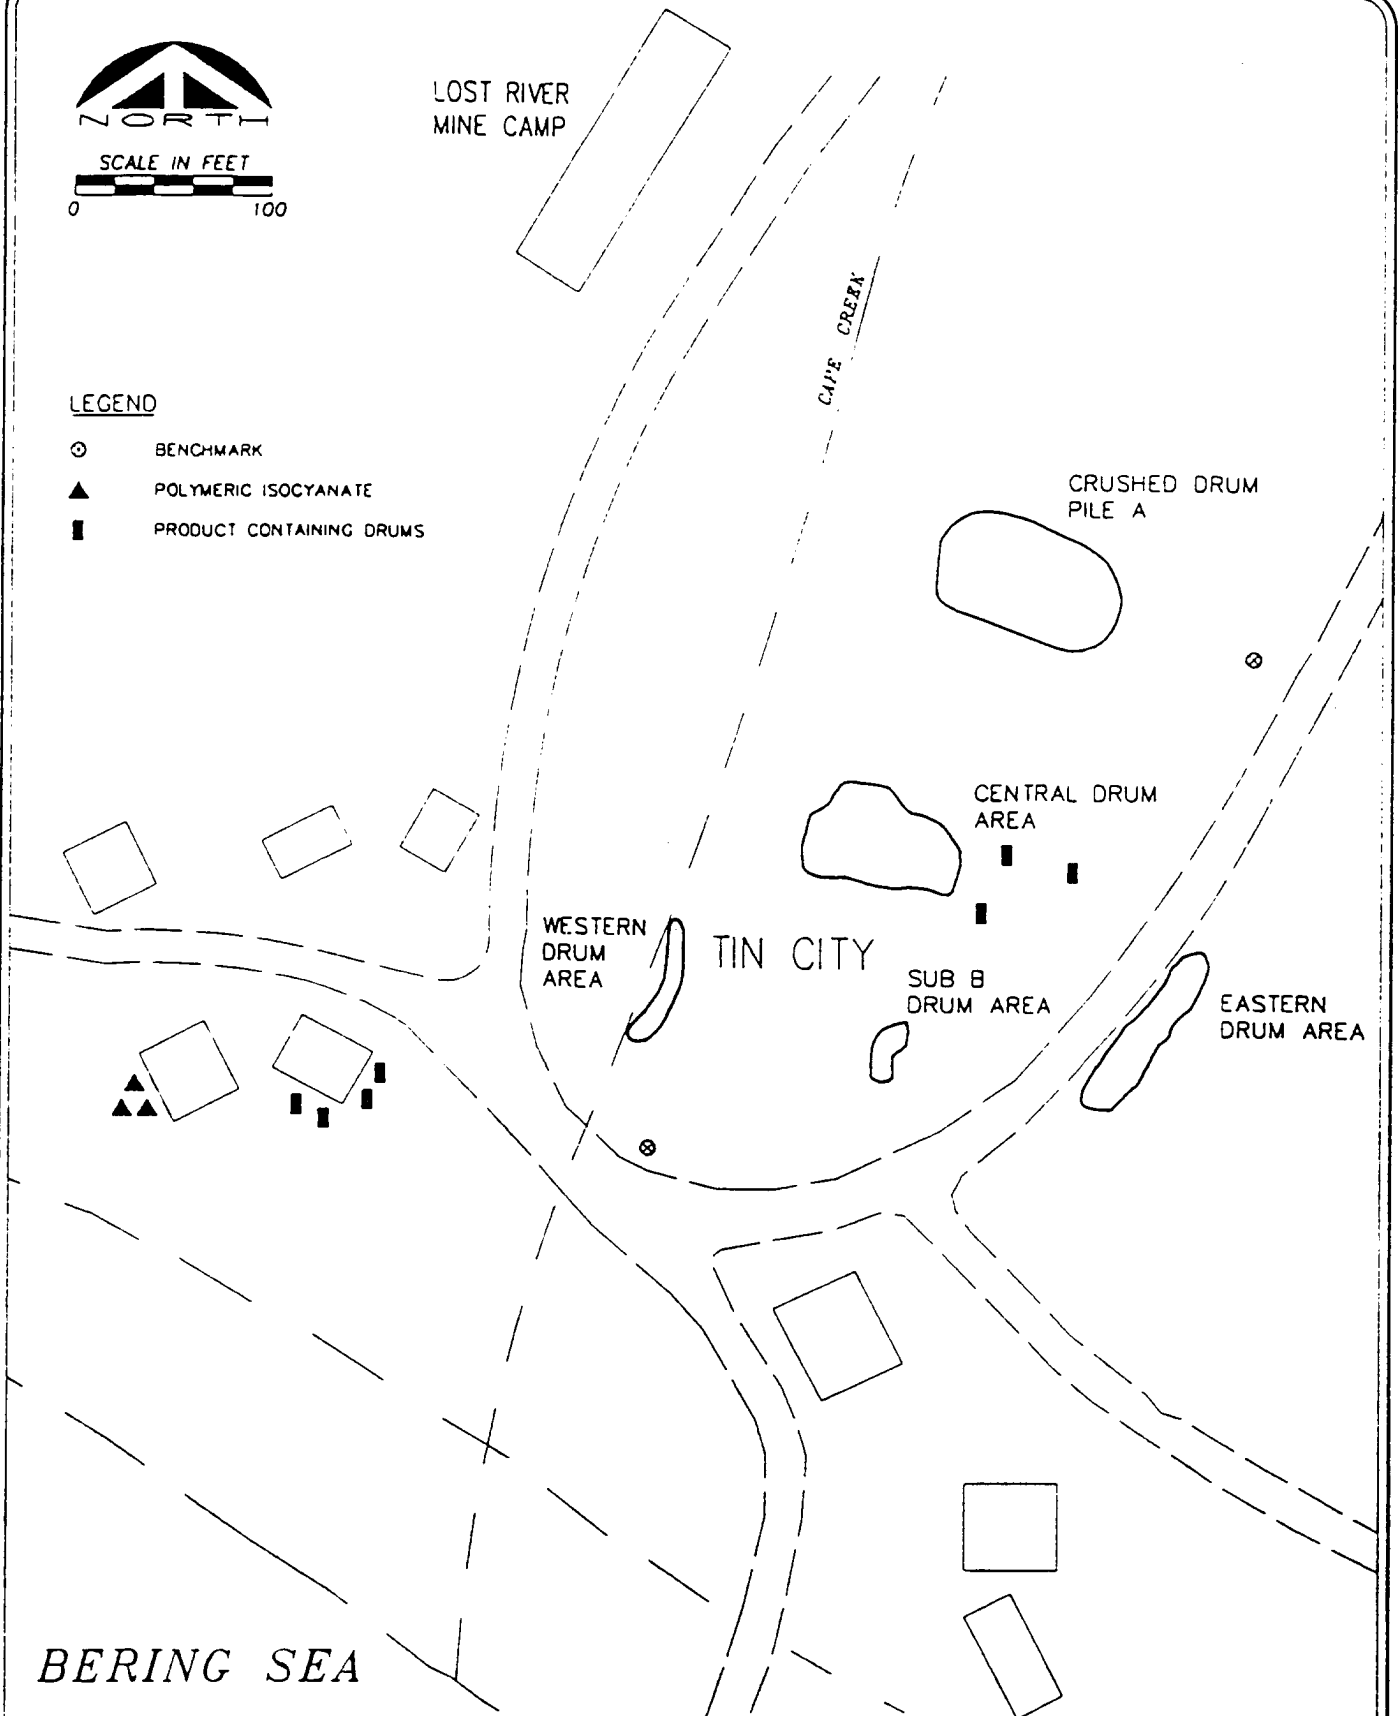 NORTH
SCALE IN FEET
0 100
LOST RIVER
MINE CAMP
CAPE CREEK
LEGEND
BENCHMARK
POLYMERIC ISOCYANATE
PRODUCT CONTAINING DRUMS
CRUSHED DRUM
PILE A
CENTRAL DRUM
AREA
WESTERN
DRUM
AREA
TIN CITY
SUB B
DRUM AREA
EASTERN
DRUM AREA
BERING SEA